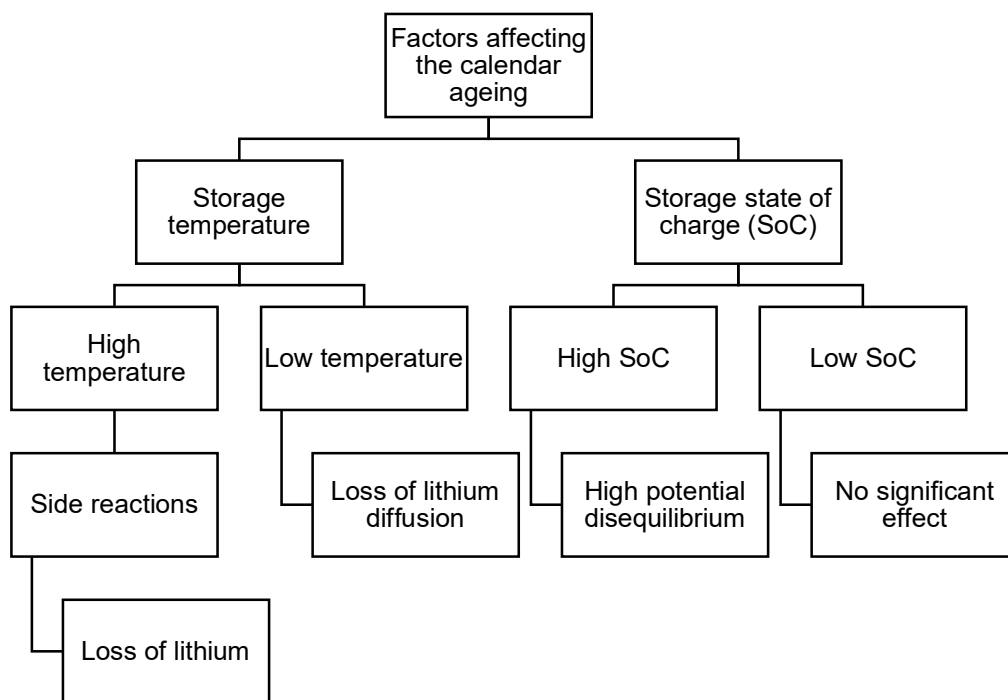 Factors affecting
the calendar
ageing
Storage
temperature
Storage state of
charge (SoC)
High
temperature
Low temperature
High SoC
Low SoC
Side reactions
Loss of lithium
diffusion
High potential
disequilibrium
No significant
effect
Loss of lithium